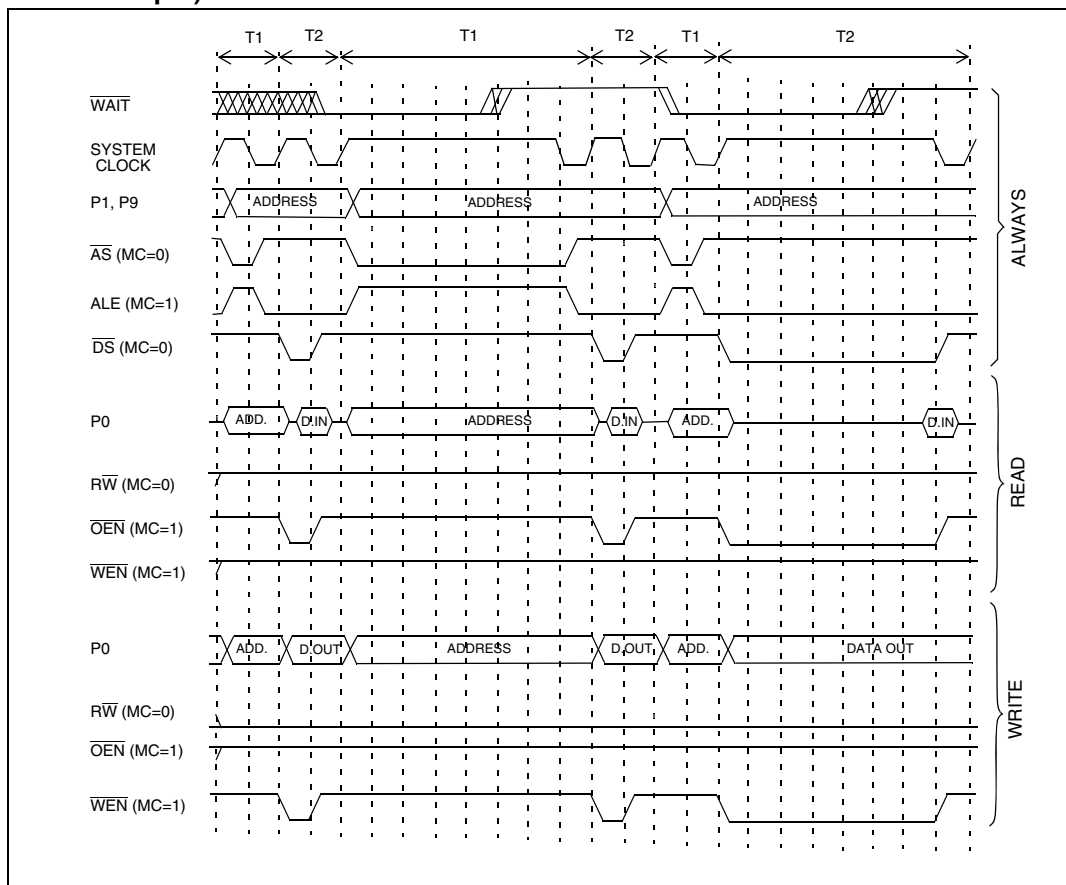 T1 T2 T1 T2 T1 T2
WAIT
SYSTEM
CLOCK
P1, P9 ADDRESS ADDRESS ADDRESS
AS (MC=0)
ALE (MC=1)
DS (MC=0)
ALWAYS
P0 ADD. D.IN ADDRESS D.IN ADD. D.IN
RW (MC=0)
OEN (MC=1)
WEN (MC=1)
READ
P0 ADD. D.OUT ADDRESS D.OUT ADD. DATA OUT
RW (MC=0)
OEN (MC=1)
WEN (MC=1)
WRITE